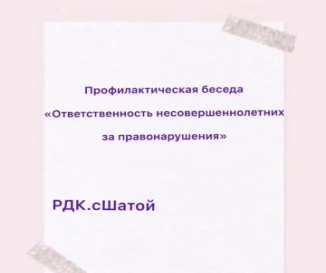 Профилактическая беседа
«Ответственность несовершеннолетних
за правонарушения»
РДК.сШатой